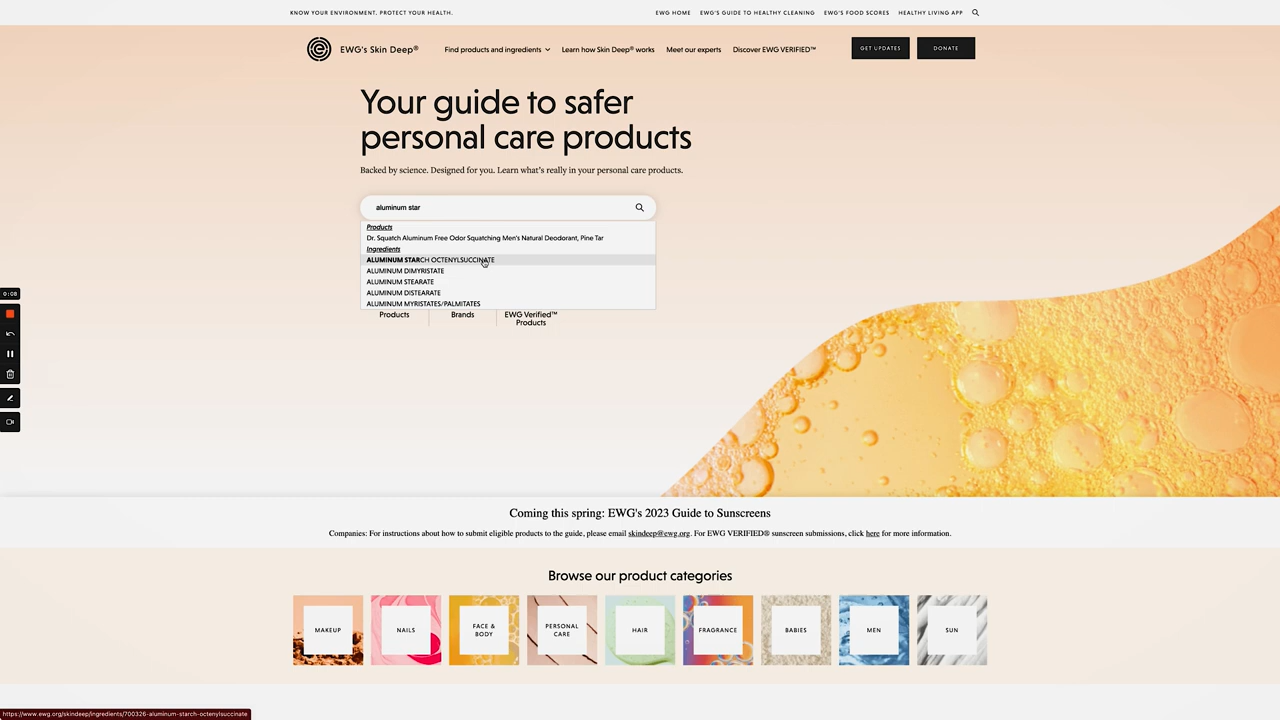 KNOW YOUR ENVIRONMENT. PROTECT YOUR HEALTH.
EWG HOME EWG'S GUIDE TO HEALTHY CLEANING EWG'S FOOD SCORES HEALTHY LIVING APP
EWG's Skin Deep® Find products and ingredients Learn how Skin Deep® works Meet our experts Discover EWG VERIFIED™ GET UPDATES DONATE
Your guide to safer
personal care products
Backed by science. Designed for you. Learn what's really in your personal care products.
aluminum star
Products
Dr. Squatch Aluminum Free Odor Squatching Men's Natural Deodorant, Pine Tar
Ingredients
ALUMINUM STARCH OCTENYLSUCCINATE
ALUMINUM DIMYRISTATE
ALUMINUM STEARATE
ALUMINUM DISTEARATE
ALUMINUM MYRISTATES/PALMITATES
Products Brands EWG Verified™
Products
0:08
Coming this spring: EWG's 2023 Guide to Sunscreens
Companies: For instructions about how to submit eligible products to the guide, please email skindeep@ewg.org. For EWG VERIFIED® sunscreen submissions, click here for more information.
Browse our product categories
MAKEUP NAILS FACE & BODY PERSONAL CARE HAIR FRAGRANCE BABIES MEN SUN
https://www.ewg.org/skindeep/ingredients/700326-aluminum-starch-octenylsuccinate